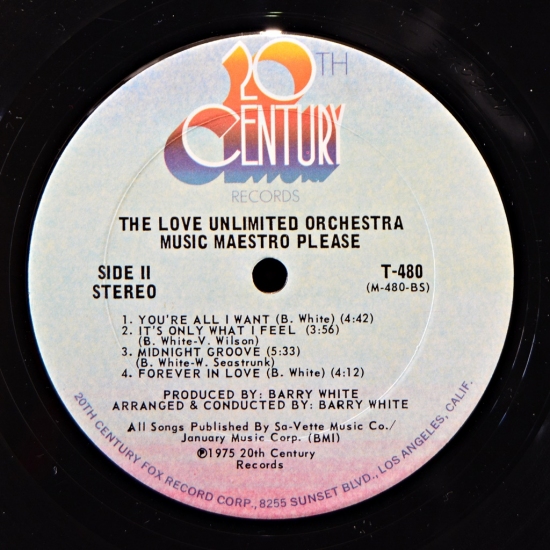 20TH
CENTURY
RECORDS
THE LOVE UNLIMITED ORCHESTRA
MUSIC MAESTRO PLEASE
SIDE II
STEREO
T-480
(M-480-BS)
1. YOU'RE ALL I WANT (B. White) (4:42)
2. IT'S ONLY WHAT I FEEL (3:56)
(B. White-V. Wilson)
3. MIDNIGHT GROOVE (5:33)
(B. White-W. Seastrunk)
4. FOREVER IN LOVE (B. White) (4:12)
PRODUCED BY: BARRY WHITE
ARRANGED & CONDUCTED BY: BARRY WHITE
All Songs Published By Sa-Vette Music Co./
January Music Corp. (BMI)
℗1975 20th Century
Records
20TH CENTURY FOX RECORD CORP., 8255 SUNSET BLVD., LOS ANGELES, CALIF.